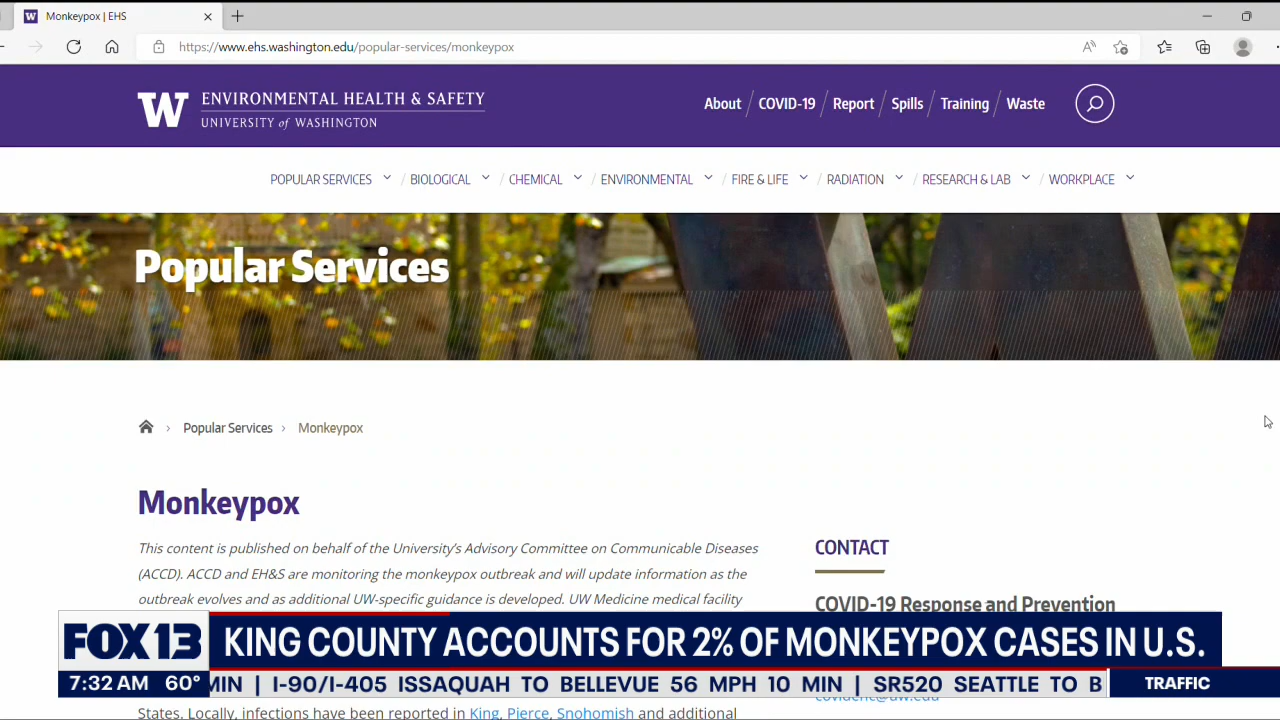 W Monkeypox | EHS
https://www.ehs.washington.edu/popular-services/monkeypox
W ENVIRONMENTAL HEALTH & SAFETY
UNIVERSITY of WASHINGTON
About / COVID-19 / Report / Spills / Training / Waste
POPULAR SERVICES / BIOLOGICAL / CHEMICAL / ENVIRONMENTAL / FIRE & LIFE / RADIATION / RESEARCH & LAB / WORKPLACE
Popular Services
Popular Services › Monkeypox
Monkeypox
This content is published on behalf of the University's Advisory Committee on Communicable Diseases
(ACCD). ACCD and EH&S are monitoring the monkeypox outbreak and will update information as the
outbreak evolves and as additional UW-specific guidance is developed. UW Medicine medical facility
CONTACT
COVID-19 Response and Prevention
FOX 13 KING COUNTY ACCOUNTS FOR 2% OF MONKEYPOX CASES IN U.S.
7:32 AM 60° MIN | I-90/I-405 ISSAQUAH TO BELLEVUE 56 MPH 10 MIN | SR520 SEATTLE TO B TRAFFIC
States. Locally, infections have been reported in King, Pierce, Snohomish and additional